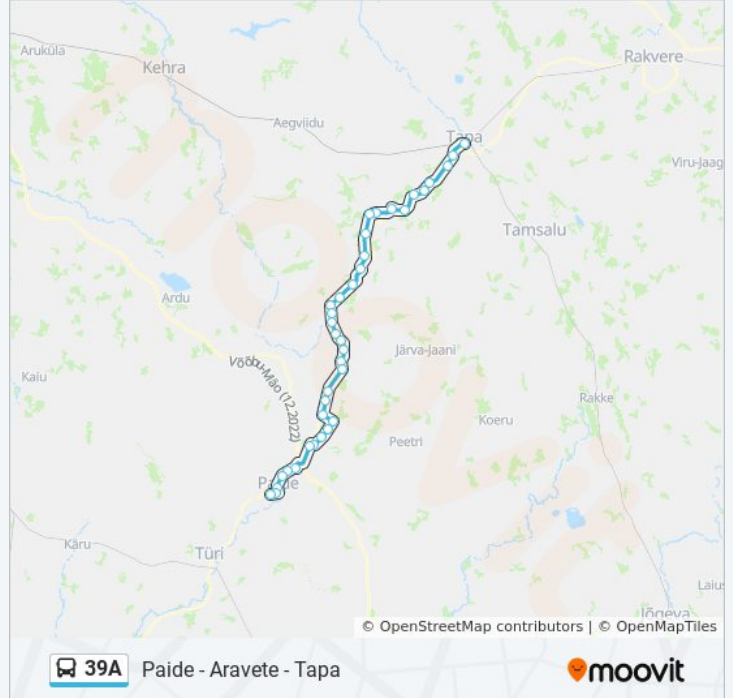 Aruküla
Kehra
Rakvere
Aegviidu
Tapa
Viru-Jaag
Tamsalu
Ardu
Järva-Jaani
Kaiu
Võõbu-Mäo (12.2022)
Rakke
Koeru
Peetri
Paide
Käru
Türi
Laius
Jõgeva
moovit
© OpenStreetMap contributors | © OpenMapTiles
39A Paide - Aravete - Tapa
moovit